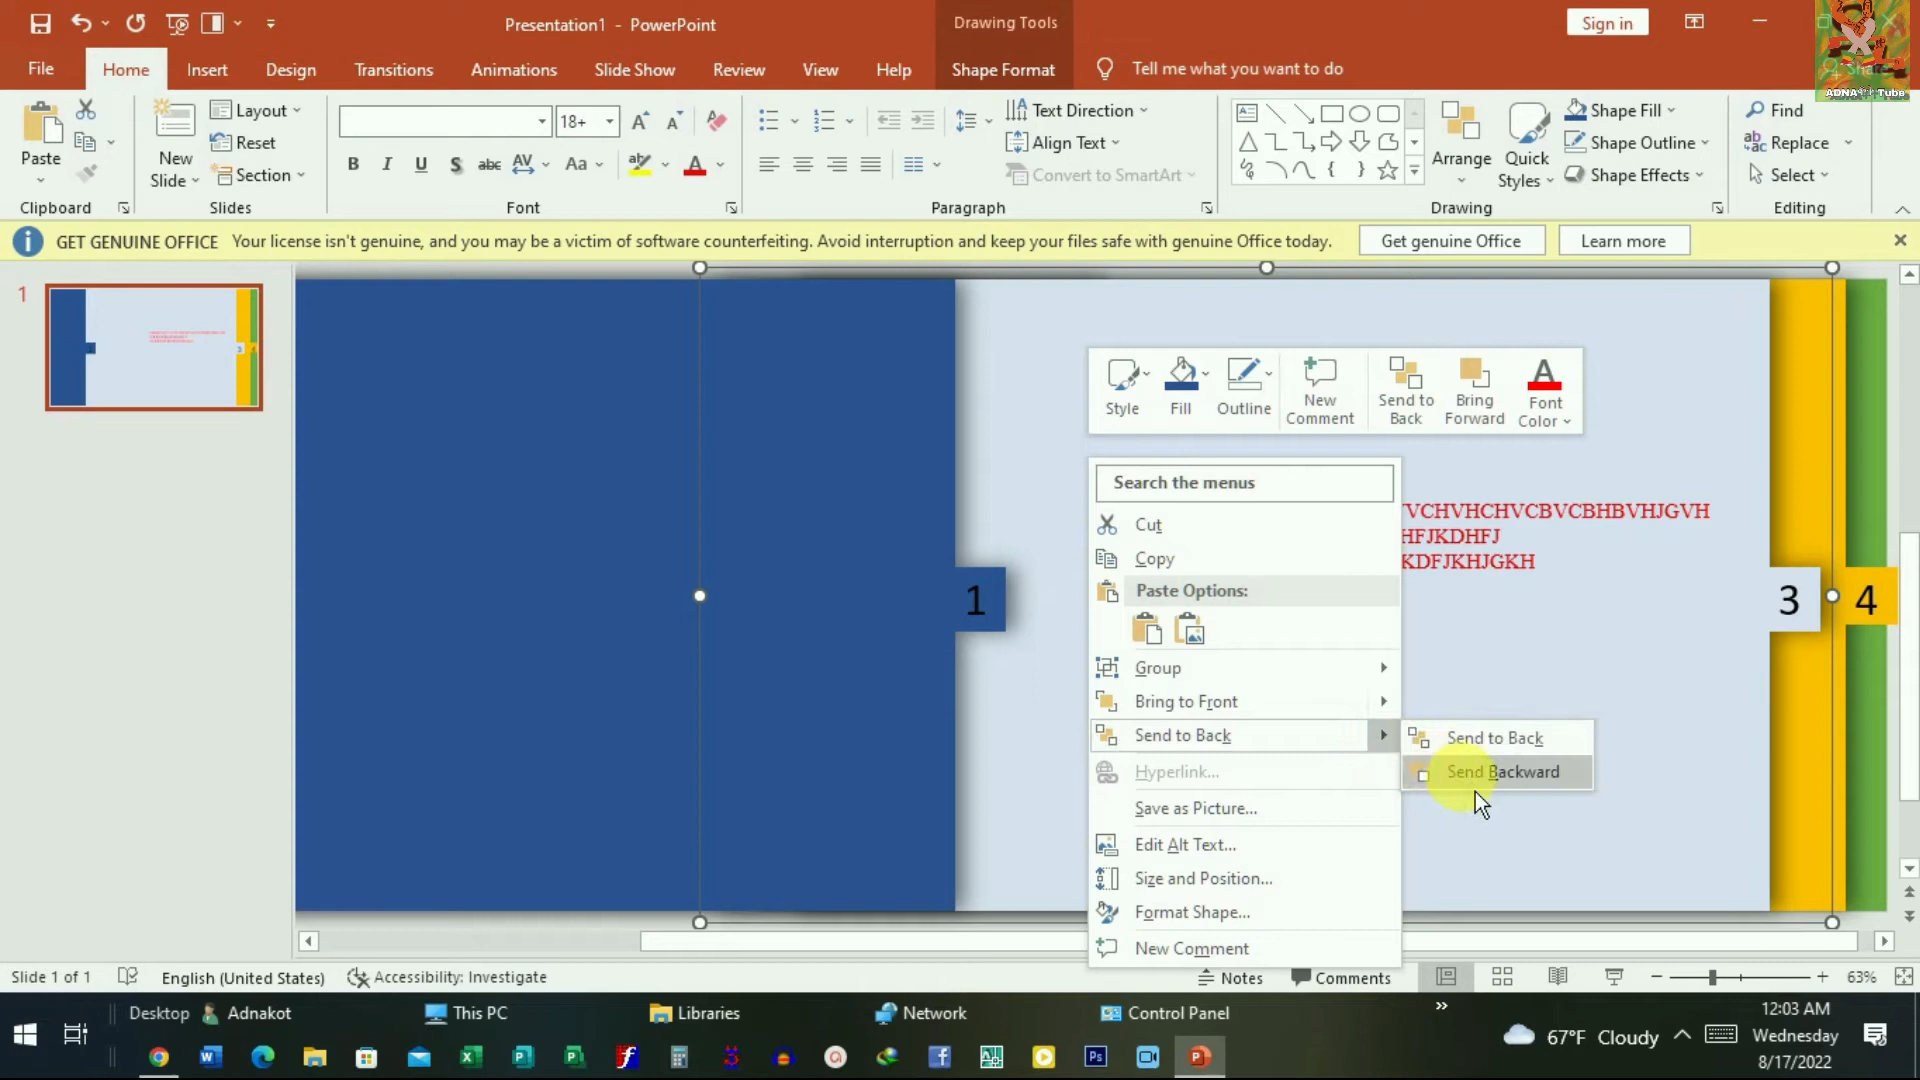 Presentation1 - PowerPoint
Drawing Tools
Sign in
File
Home
Insert
Design
Transitions
Animations
Slide Show
Review
View
Help
Shape Format
Tell me what you want to do
Share
ADNAKOT Tube
Paste
New
Slide
Layout
Reset
Section
18+
B I U S abc AV Aa A
Text Direction
Align Text
Convert to SmartArt
Arrange
Quick
Styles
Shape Fill
Shape Outline
Shape Effects
Find
Replace
Select
Clipboard
Slides
Font
Paragraph
Drawing
Editing
GET GENUINE OFFICE Your license isn't genuine, and you may be a victim of software counterfeiting. Avoid interruption and keep your files safe with genuine Office today.
Get genuine Office
Learn more
1
Style
Fill
Outline
New
Comment
Send to
Back
Bring
Forward
Font
Color
Search the menus
Cut
Copy
Paste Options:
Group
Bring to Front
Send to Back
Hyperlink...
Save as Picture...
Edit Alt Text...
Size and Position...
Format Shape...
New Comment
Send to Back
Send Backward
VCHVHCHVCBVCBHBVHJGVH
HFJKDHFJ
KDFJKHJGKH
1
3
4
Slide 1 of 1
English (United States)
Accessibility: Investigate
Notes
Comments
63%
Desktop
Adnakot
This PC
Libraries
Network
Control Panel
67°F Cloudy
12:03 AM
Wednesday
8/17/2022